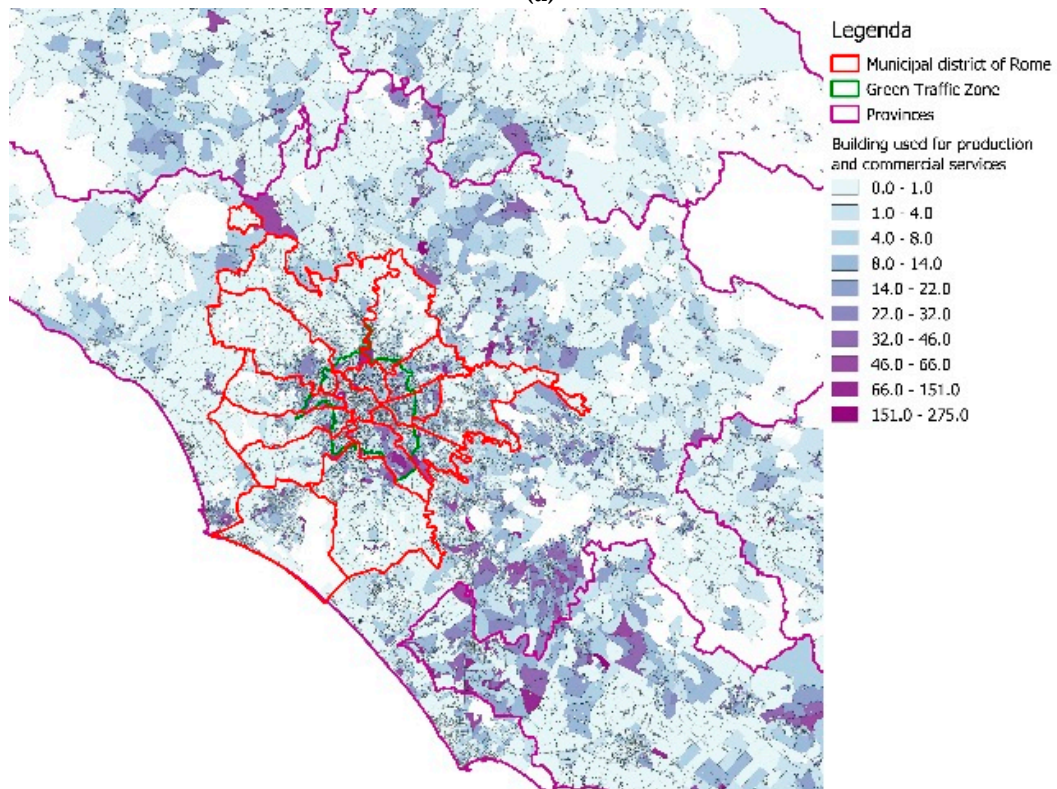 Legenda
Municipal district of Rome
Green Traffic Zone
Provinces
Building used for production
and commercial services
0.0 - 1.0
1.0 - 4.0
4.0 - 8.0
8.0 - 14.0
14.0 - 22.0
22.0 - 32.0
32.0 - 46.0
46.0 - 66.0
66.0 - 151.0
151.0 - 275.0